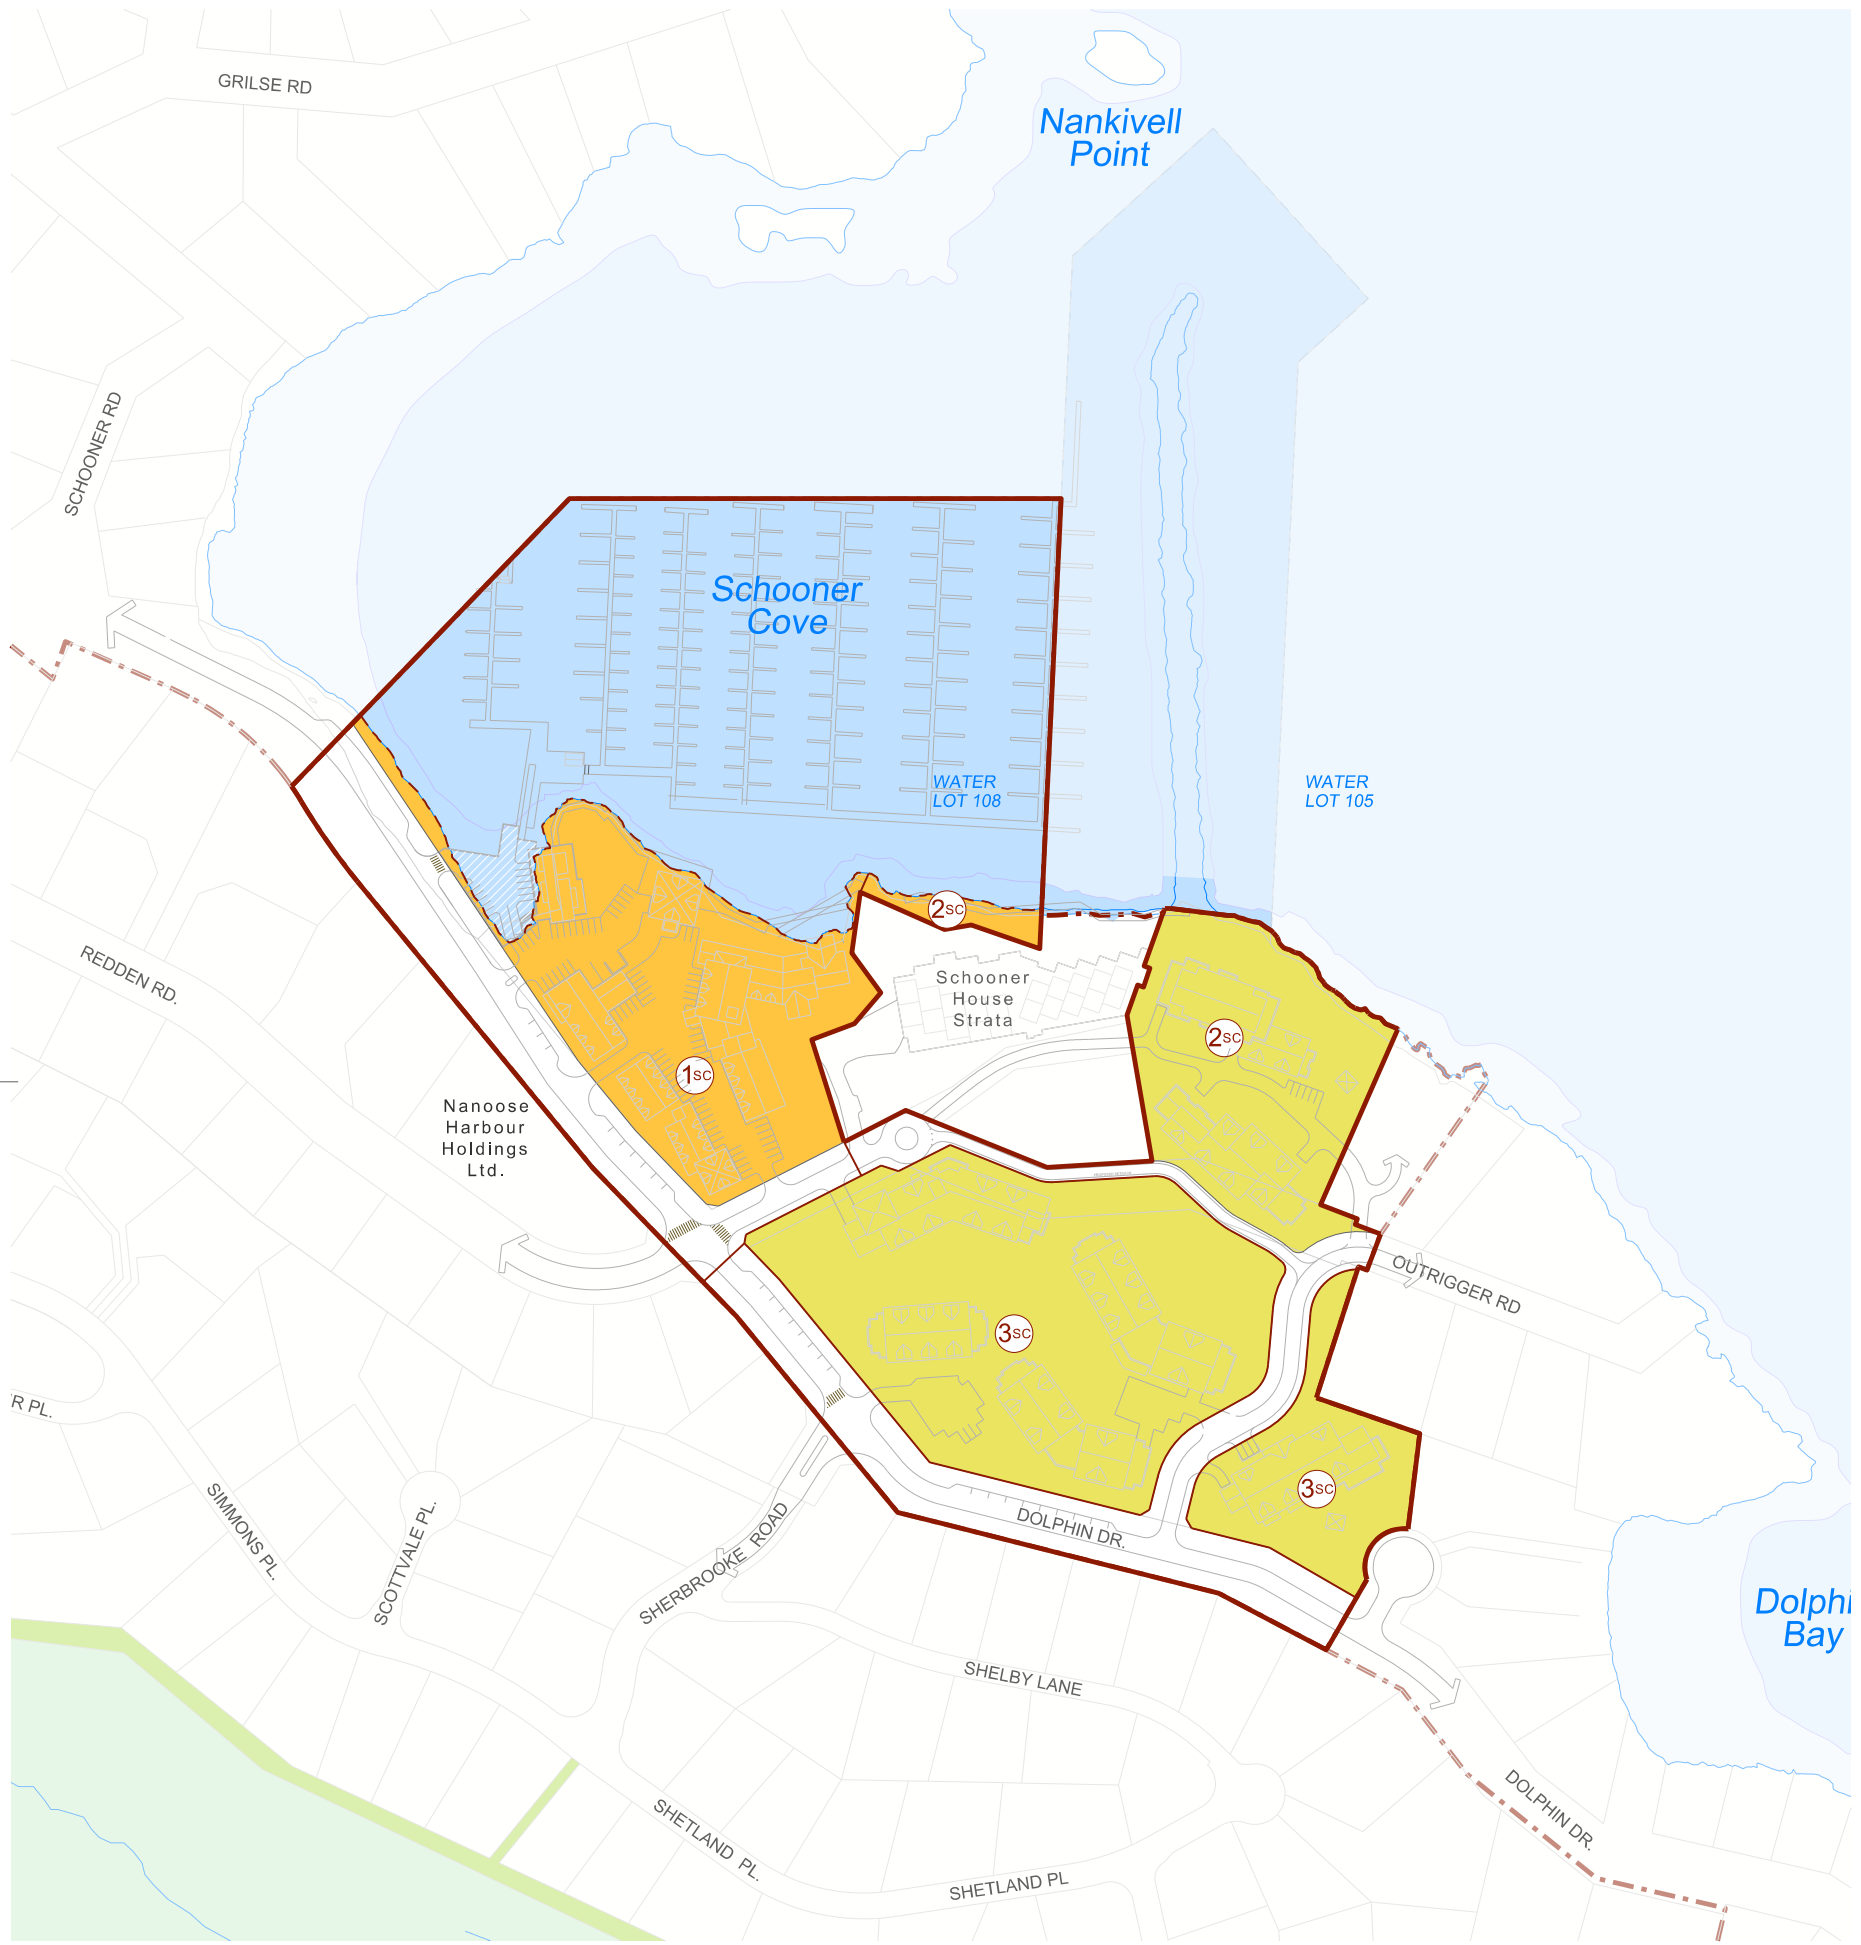 GRILSE RD
Nankivell
Point
SCHOONER RD
Schooner
Cove
WATER
LOT 108
WATER
LOT 105
2SC
REDDEN RD.
Schooner
House
Strata
2SC
1SC
Nanoose
Harbour
Holdings
Ltd.
OUTRIGGER RD
3SC
R PL.
3SC
SIMMONS PL.
SCOTTVALE PL.
SHERBROOKE ROAD
DOLPHIN DR.
Dolphi
Bay
SHELBY LANE
DOLPHIN DR.
SHETLAND PL.
SHETLAND PL